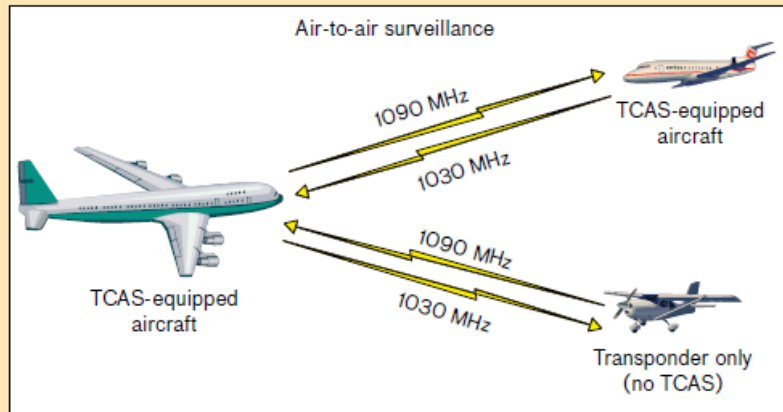 Air-to-air surveillance
1090 MHz
TCAS-equipped
aircraft
1030 MHz
1090 MHz
TCAS-equipped
aircraft
1030 MHz
Transponder only
(no TCAS)